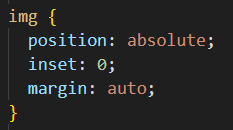 img {
  position: absolute;
  inset: 0;
  margin: auto;
}